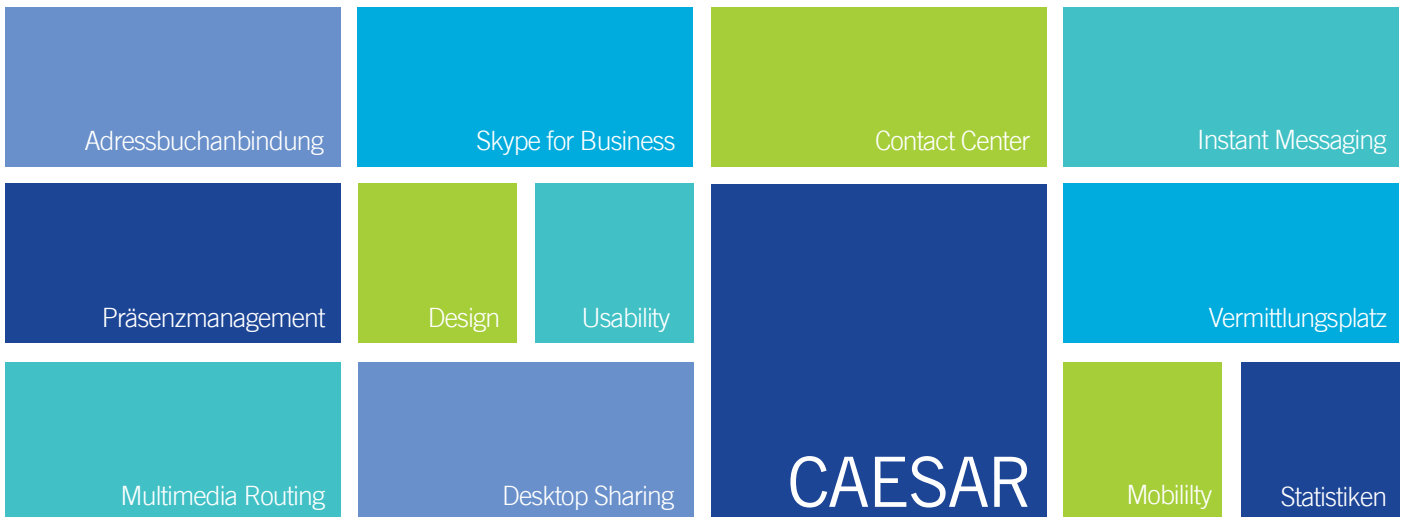 Adressbuchanbindung
Skype for Business
Contact Center
Instant Messaging
Präsenzmanagement
Design
Usability
Vermittlungsplatz
Multimedia Routing
Desktop Sharing
CAESAR
Mobililty
Statistiken